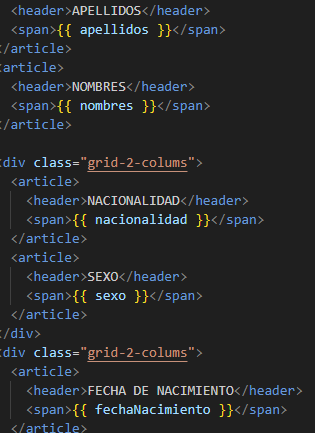 <header>APELLIDOS</header>
<span>{{ apellidos }}</span>
</article>
<article>
<header>NOMBRES</header>
<span>{{ nombres }}</span>
</article>
<div class="grid-2-colums">
<article>
<header>NACIONALIDAD</header>
<span>{{ nacionalidad }}</span>
</article>
<article>
<header>SEXO</header>
<span>{{ sexo }}</span>
</article>
</div>
<div class="grid-2-colums">
<article>
<header>FECHA DE NACIMIENTO</header>
<span>{{ fechaNacimiento }}</span>
</article>